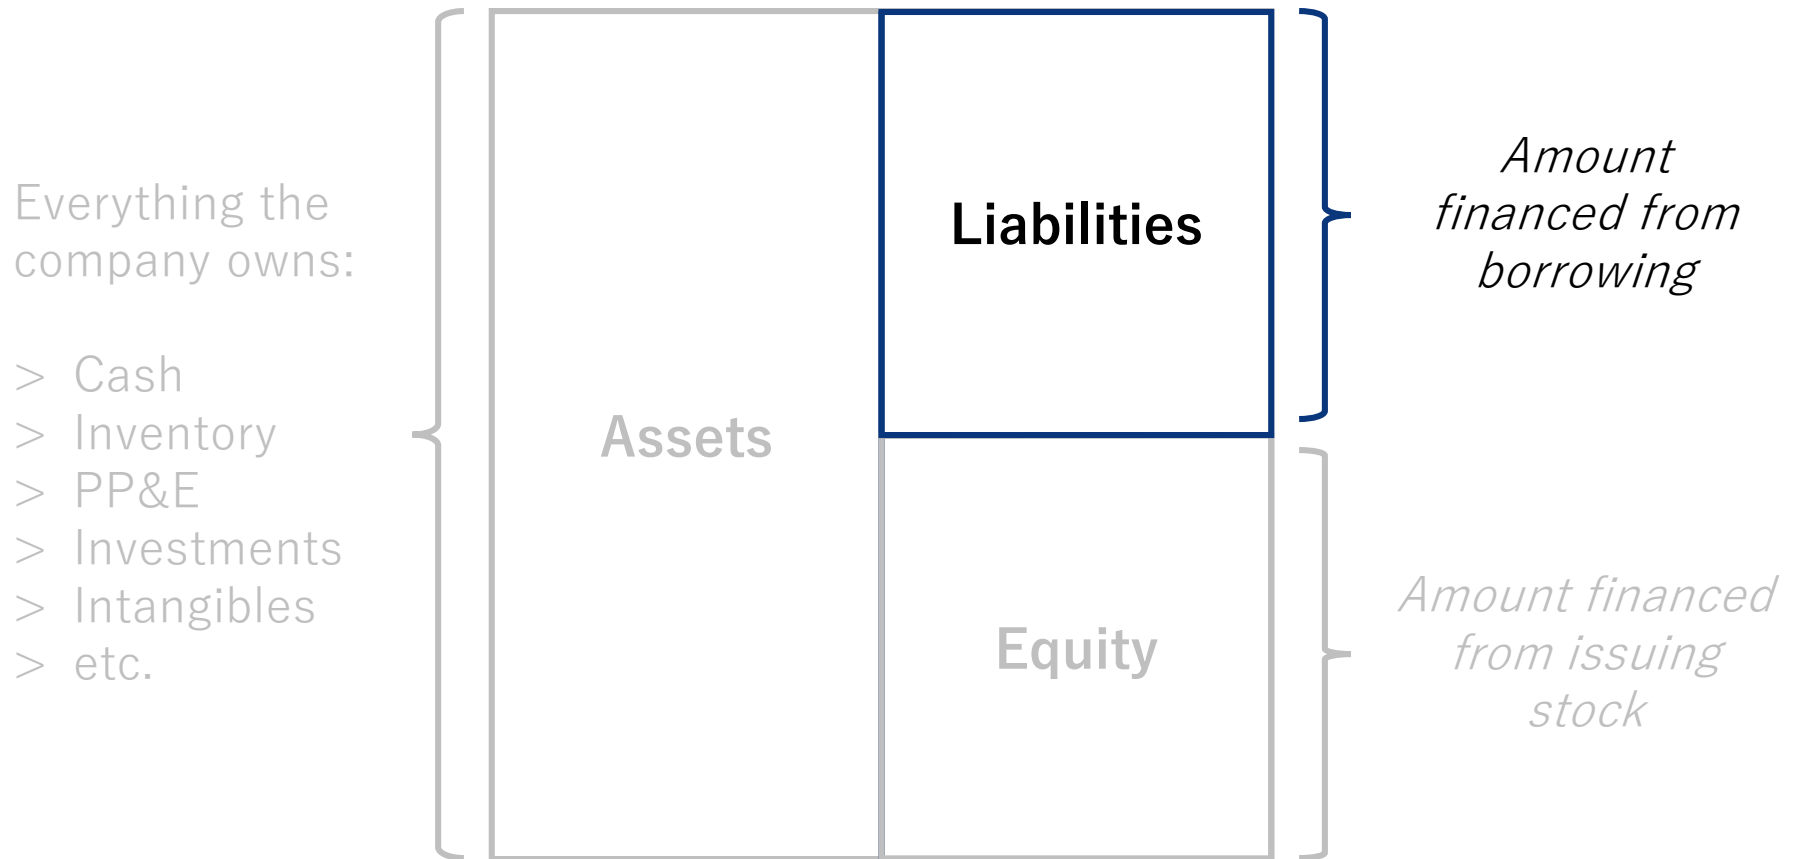 Everything the
company owns:
> Cash
> Inventory
> PP&E
> Investments
> Intangibles
> etc.
Assets
Liabilities
Equity
Amount
financed from
borrowing
Amount financed
from issuing
stock